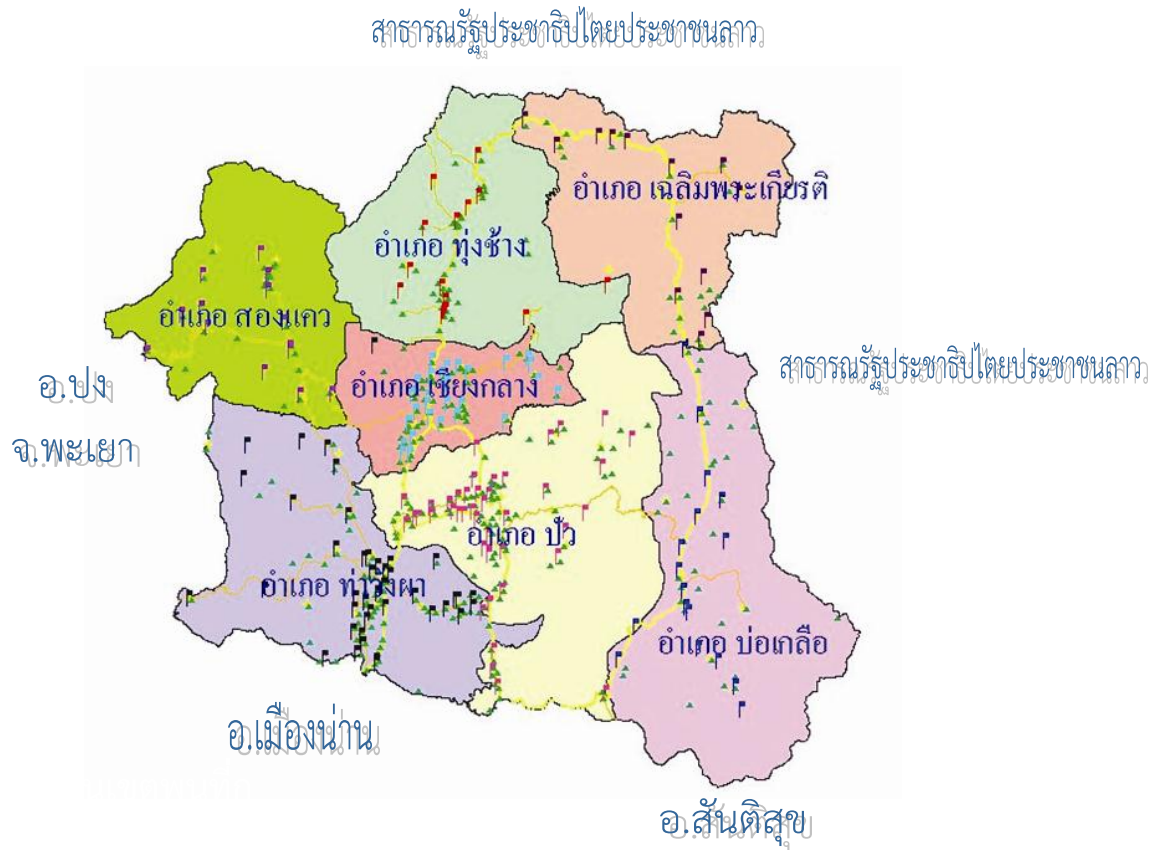 สาธารณรัฐประชาธิปไตยประชาชนลาว
อำเภอ เฉลิมพระเกียรติ
อำเภอ ทุ่งช้าง
อำเภอ สองแคว
สาธารณรัฐประชาธิปไตยประชาชนลาว
อ.ปง
จ.พะเยา
อำเภอ เชียงกลาง
อำเภอ ปัว
อำเภอ ท่าวังผา
อำเภอ บ่อเกลือ
อ.เมืองน่าน
อ.สันติสุข